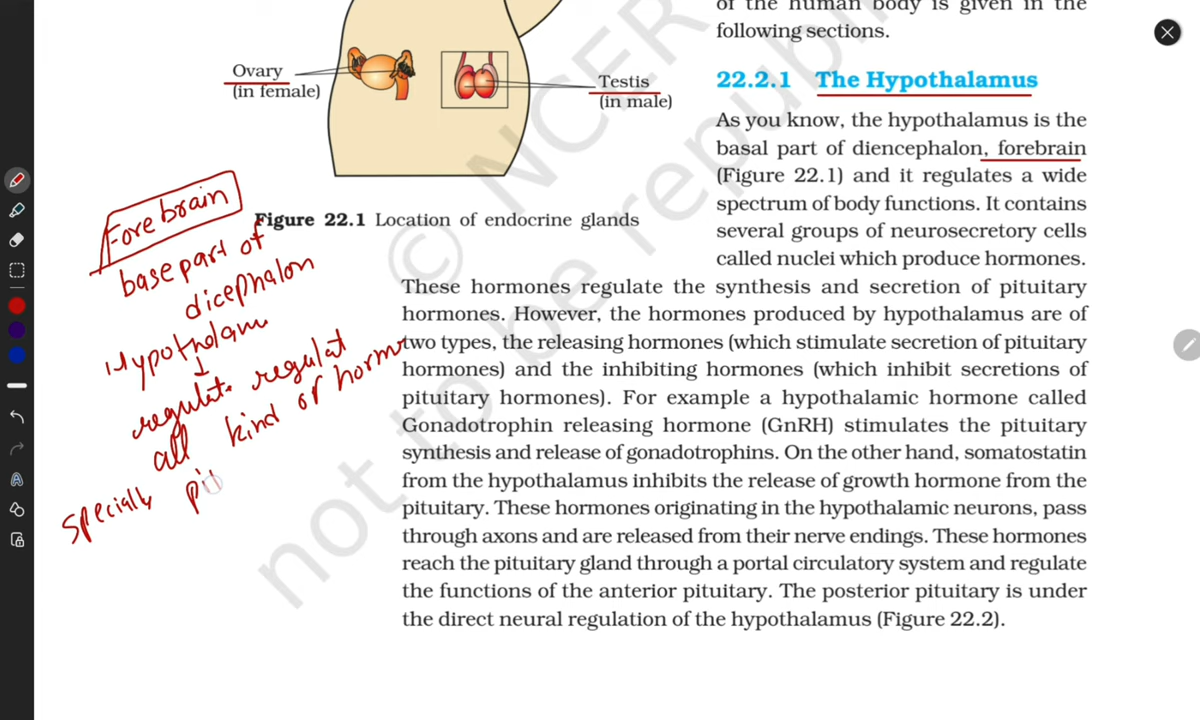 of the human body is given in the
following sections.
Ovary
(in female)
Testis
(in male)
22.2.1 The Hypothalamus
As you know, the hypothalamus is the
basal part of diencephalon, forebrain
(Figure 22.1) and it regulates a wide
spectrum of body functions. It contains
several groups of neurosecretory cells
called nuclei which produce hormones.
Figure 22.1 Location of endocrine glands
These hormones regulate the synthesis and secretion of pituitary
hormones. However, the hormones produced by hypothalamus are of
two types, the releasing hormones (which stimulate secretion of pituitary
hormones) and the inhibiting hormones (which inhibit secretions of
pituitary hormones). For example a hypothalamic hormone called
Gonadotrophin releasing hormone (GnRH) stimulates the pituitary
synthesis and release of gonadotrophins. On the other hand, somatostatin
from the hypothalamus inhibits the release of growth hormone from the
pituitary. These hormones originating in the hypothalamic neurons, pass
through axons and are released from their nerve endings. These hormones
reach the pituitary gland through a portal circulatory system and regulate
the functions of the anterior pituitary. The posterior pituitary is under
the direct neural regulation of the hypothalamus (Figure 22.2).
Fore brain
base part of
dicephalon
Hypotholamu
regulate regulat
all kind of hormo
specially pit
© NCER
not to be republi